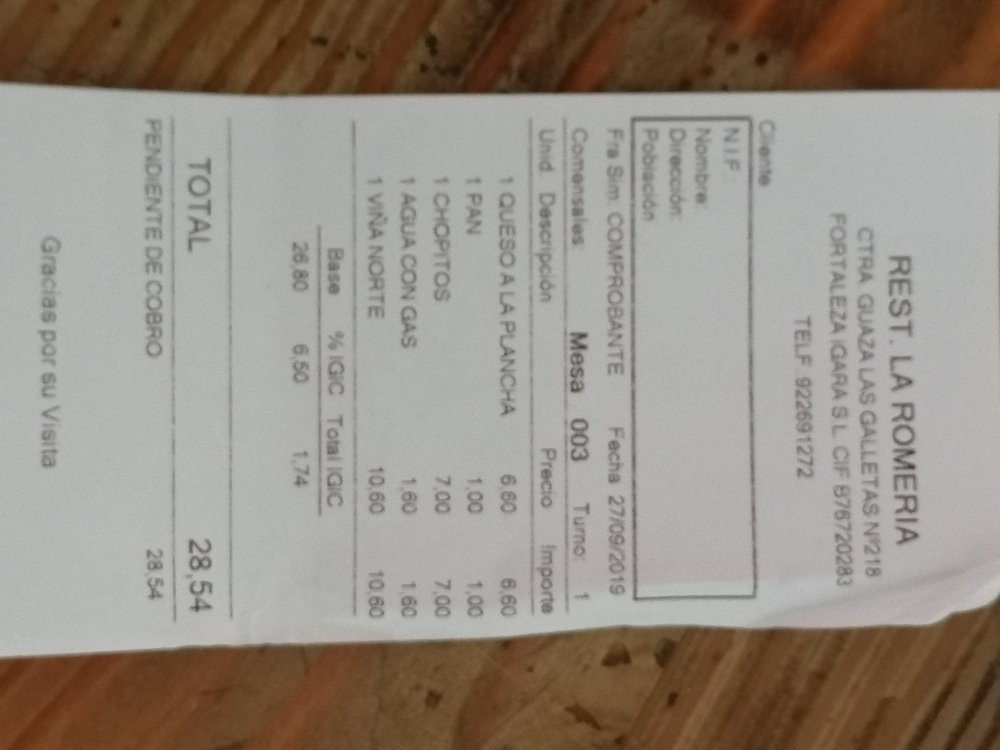 REST. LA ROMERIA
CTRA. GUAZA LAS GALLETAS Nº218
FORTALEZA IGARA S.L. CIF B76720283
TELF. 922691272
Cliente
N.I.F.:
Nombre:
Dirección:
Población:
Fra Sim. COMPROBANTE Fecha 27/09/2019
Comensales Mesa 003 Turno: 1
Unid Descripción Precio Importe
1 QUESO A LA PLANCHA 6,60 6,60
1 PAN 1,00 1,00
1 CHOPITOS 7,00 7,00
1 AGUA CON GAS 1,60 1,60
1 VIÑA NORTE 10,60 10,60
Base % IGIC Total IGIC
26,80 6,50 1,74
TOTAL 28,54
PENDIENTE DE COBRO 28,54
Gracias por su Visita